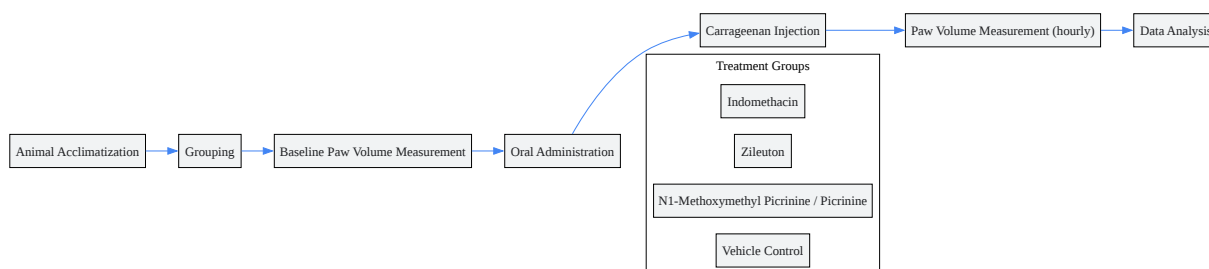 Animal Acclimatization
Grouping
Baseline Paw Volume Measurement
Oral Administration
Carrageenan Injection
Paw Volume Measurement (hourly)
Data Analysis
Treatment Groups
Indomethacin
Zileuton
N1-Methoxymethyl Picrinine / Picrinine
Vehicle Control